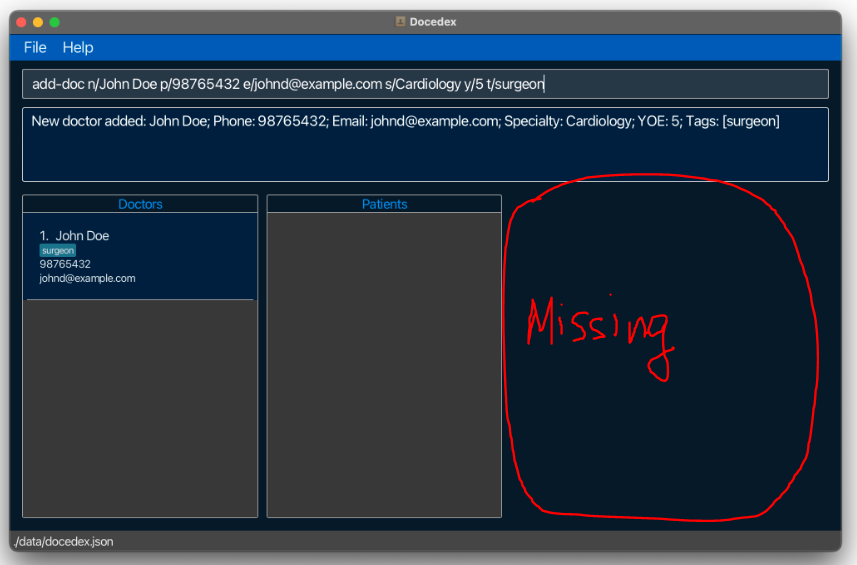 Docedex
File Help
add-doc n/John Doe p/98765432 e/johnd@example.com s/Cardiology y/5 t/surgeon
New doctor added: John Doe; Phone: 98765432; Email: johnd@example.com; Specialty: Cardiology; YOE: 5; Tags: [surgeon]
Doctors
Patients
1. John Doe
surgeon
98765432
johnd@example.com
Missing
./data/docedex.json